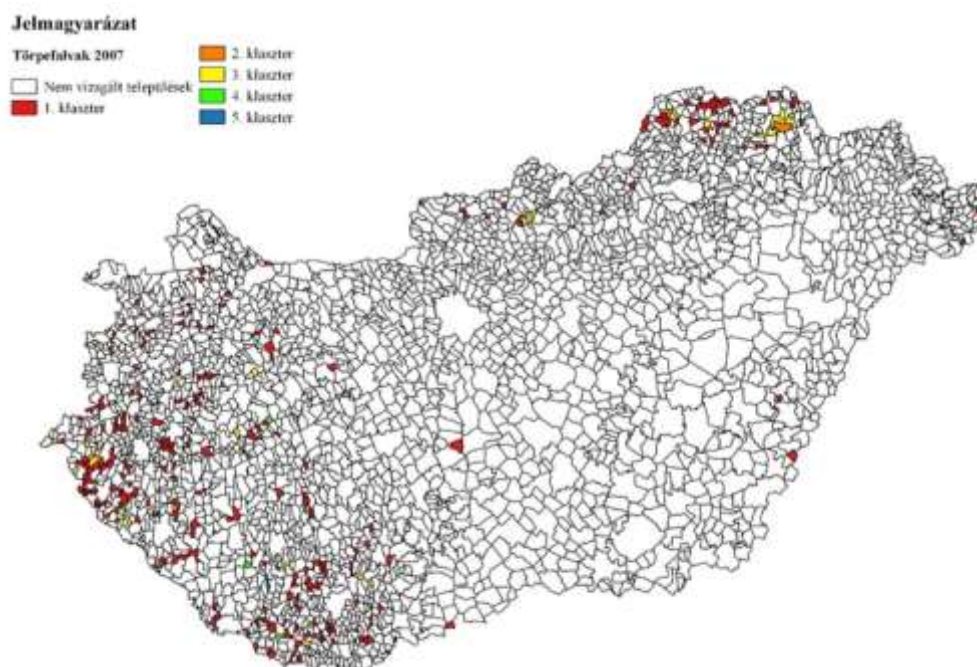 Jelmagyarázat
Törpefalvak 2007
Nem vizsgált települések
1. klaszter
2. klaszter
3. klaszter
4. klaszter
5. klaszter